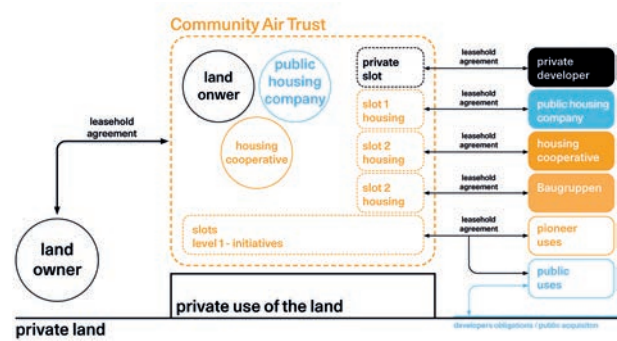 Community Air Trust
land
onwer
public
housing
company
housing
cooperative
private
slot
slot 1
housing
slot 2
housing
slot 2
housing
slots
level 1 - initiatives
leasehold
agreement
private
developer
leasehold
agreement
public housing
company
leasehold
agreement
housing
cooperative
leasehold
agreement
Baugruppen
leasehold
agreement
pioneer
uses
public
uses
leasehold
agreement
land
owner
private use of the land
private land
developers obligations / public acquisiton